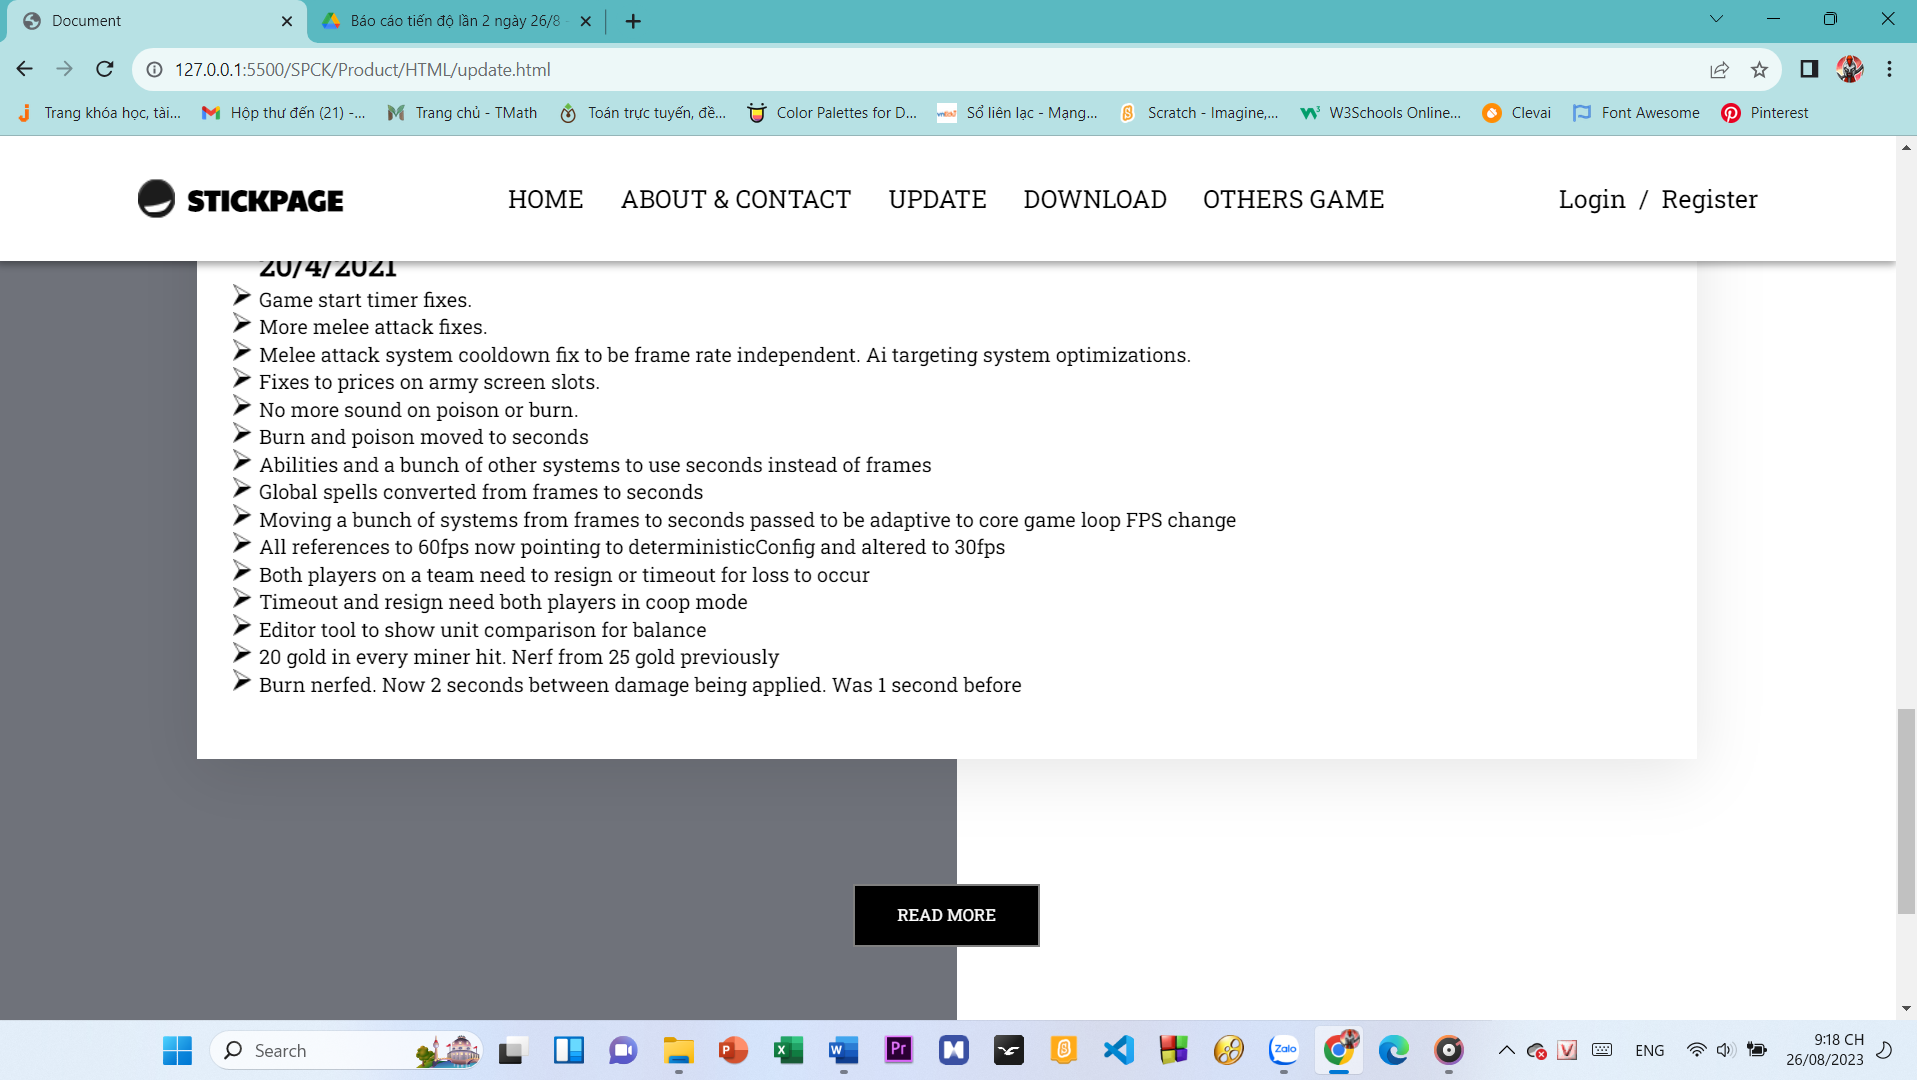 Document
Báo cáo tiến độ lần 2 ngày 26/8 -
127.0.0.1:5500/SPCK/Product/HTML/update.html
Trang khóa học, tài...
Hộp thư đến (21) -...
Trang chủ - TMath
Toán trực tuyến, đề...
Color Palettes for D...
Sổ liên lạc - Mạng...
Scratch - Imagine,...
W3Schools Online...
Clevai
Font Awesome
Pinterest
STICKPAGE
HOME
ABOUT & CONTACT
UPDATE
DOWNLOAD
OTHERS GAME
Login / Register
20/4/2021
Game start timer fixes.
More melee attack fixes.
Melee attack system cooldown fix to be frame rate independent. Ai targeting system optimizations.
Fixes to prices on army screen slots.
No more sound on poison or burn.
Burn and poison moved to seconds
Abilities and a bunch of other systems to use seconds instead of frames
Global spells converted from frames to seconds
Moving a bunch of systems from frames to seconds passed to be adaptive to core game loop FPS change
All references to 60fps now pointing to deterministicConfig and altered to 30fps
Both players on a team need to resign or timeout for loss to occur
Timeout and resign need both players in coop mode
Editor tool to show unit comparison for balance
20 gold in every miner hit. Nerf from 25 gold previously
Burn nerfed. Now 2 seconds between damage being applied. Was 1 second before
READ MORE
Search
Pr
Zalo
ENG
9:18 CH
26/08/2023